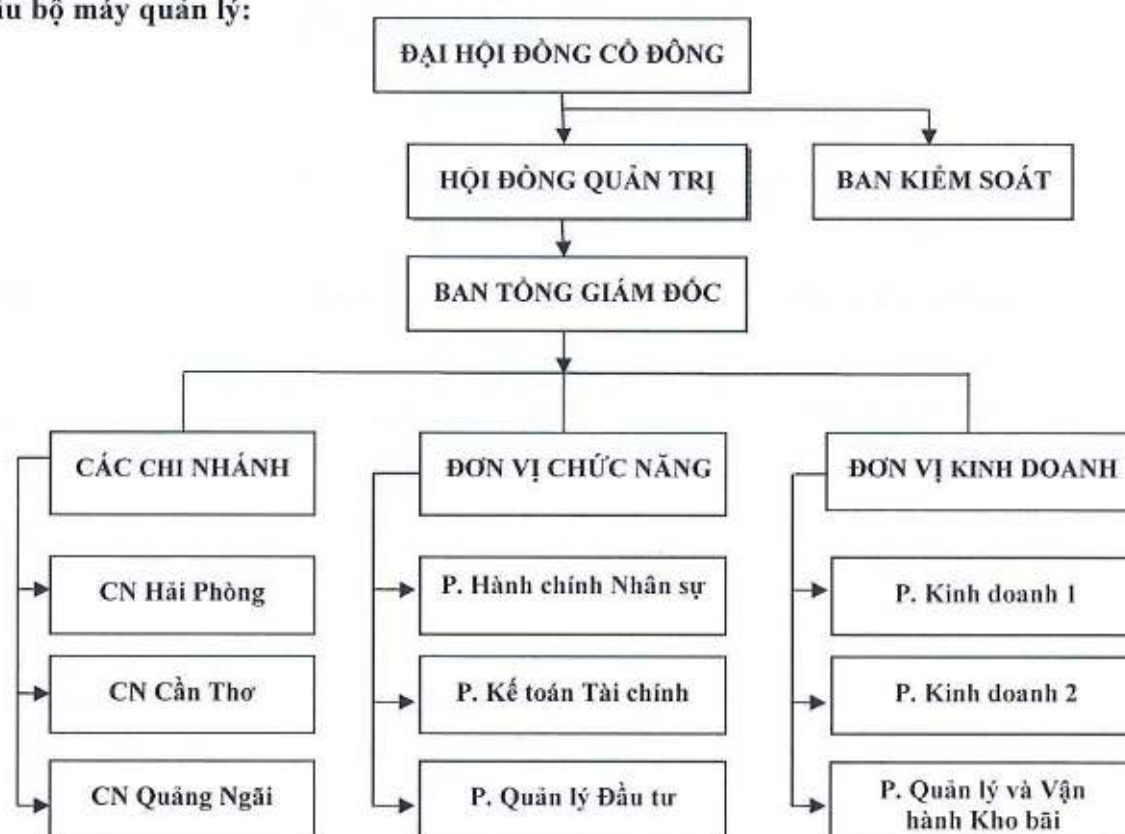 bộ máy quản lý:
ĐẠI HỘI ĐỒNG CỔ ĐÔNG
HỘI ĐỒNG QUẢN TRỊ
BAN KIỂM SOÁT
BAN TỔNG GIÁM ĐỐC
CÁC CHI NHÁNH
CN Hải Phòng
CN Cần Thơ
CN Quảng Ngãi
ĐƠN VỊ CHỨC NĂNG
P. Hành chính Nhân sự
P. Kế toán Tài chính
P. Quản lý Đầu tư
ĐƠN VỊ KINH DOANH
P. Kinh doanh 1
P. Kinh doanh 2
P. Quản lý và Vận
hành Kho bãi